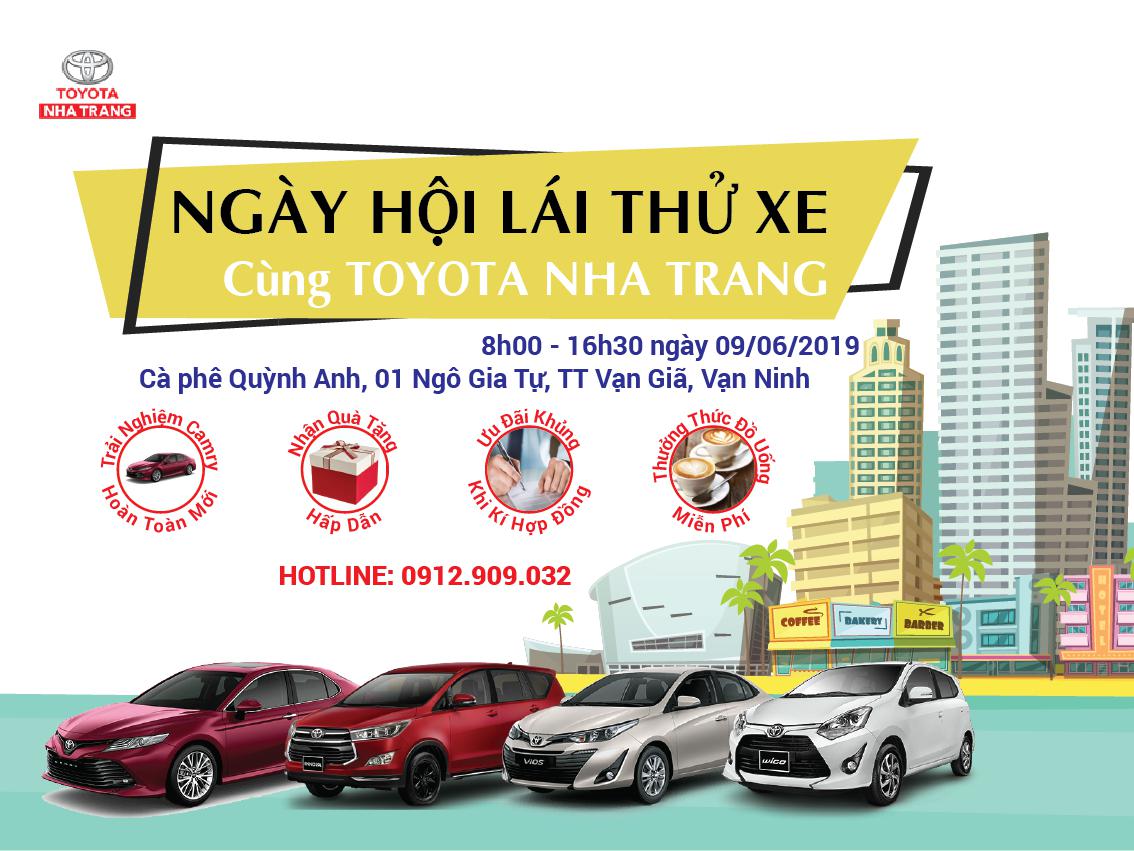 TOYOTA
NHA TRANG
NGÀY HỘI LÁI THỬ XE
Cùng TOYOTA NHA TRANG
8h00 - 16h30 ngày 09/06/2019
Cà phê Quỳnh Anh, 01 Ngô Gia Tự, TT Vạn Giã, Vạn Ninh
Trải Nghiệm Camry
Hoàn Toàn Mới
Nhận Quà Tặng
Hấp Dẫn
Ưu Đãi Khủng
Khi Kí Hợp Đồng
Thưởng Thức Đồ Uống
Miễn Phí
HOTLINE: 0912.909.032
COFFEE
BAKERY
BARBER
HOTEL
INNOVA
VIOS
Wigo